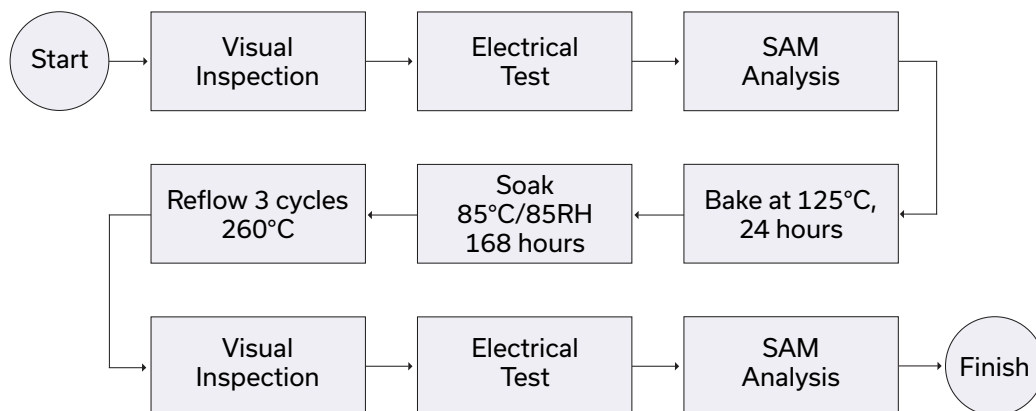 Start
Visual
Inspection
Electrical
Test
SAM
Analysis
Reflow 3 cycles
260°C
Soak
85°C/85RH
168 hours
Bake at 125°C,
24 hours
Visual
Inspection
Electrical
Test
SAM
Analysis
Finish